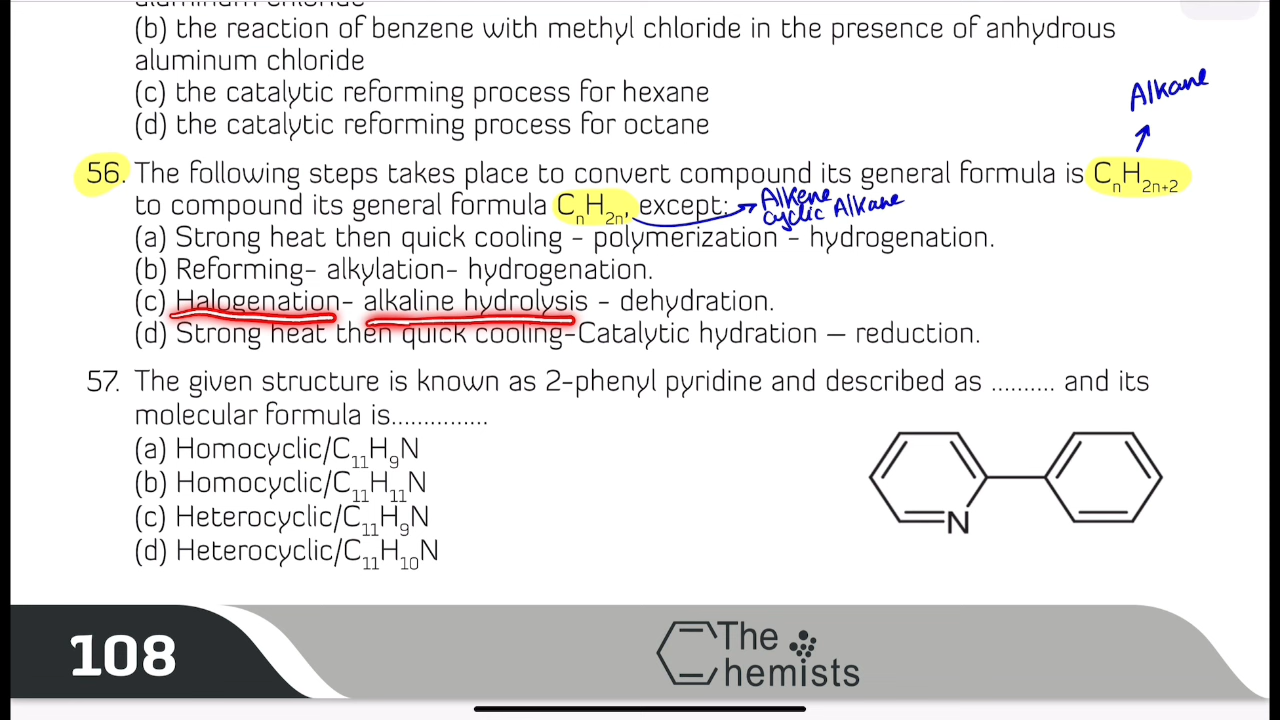 aluminum chloride
(b) the reaction of benzene with methyl chloride in the presence of anhydrous
aluminum chloride
(c) the catalytic reforming process for hexane
(d) the catalytic reforming process for octane
Alkane
56. The following steps takes place to convert compound its general formula is CnH2n+2
to compound its general formula CnH2n, except:
Alkene
cyclic Alkane
(a) Strong heat then quick cooling - polymerization - hydrogenation.
(b) Reforming- alkylation- hydrogenation.
(c) Halogenation- alkaline hydrolysis - dehydration.
(d) Strong heat then quick cooling-Catalytic hydration – reduction.
57. The given structure is known as 2-phenyl pyridine and described as .......... and its
molecular formula is...............
(a) Homocyclic/C11H9N
(b) Homocyclic/C11H11N
(c) Heterocyclic/C11H9N
(d) Heterocyclic/C11H10N
N
108
The
Chemists